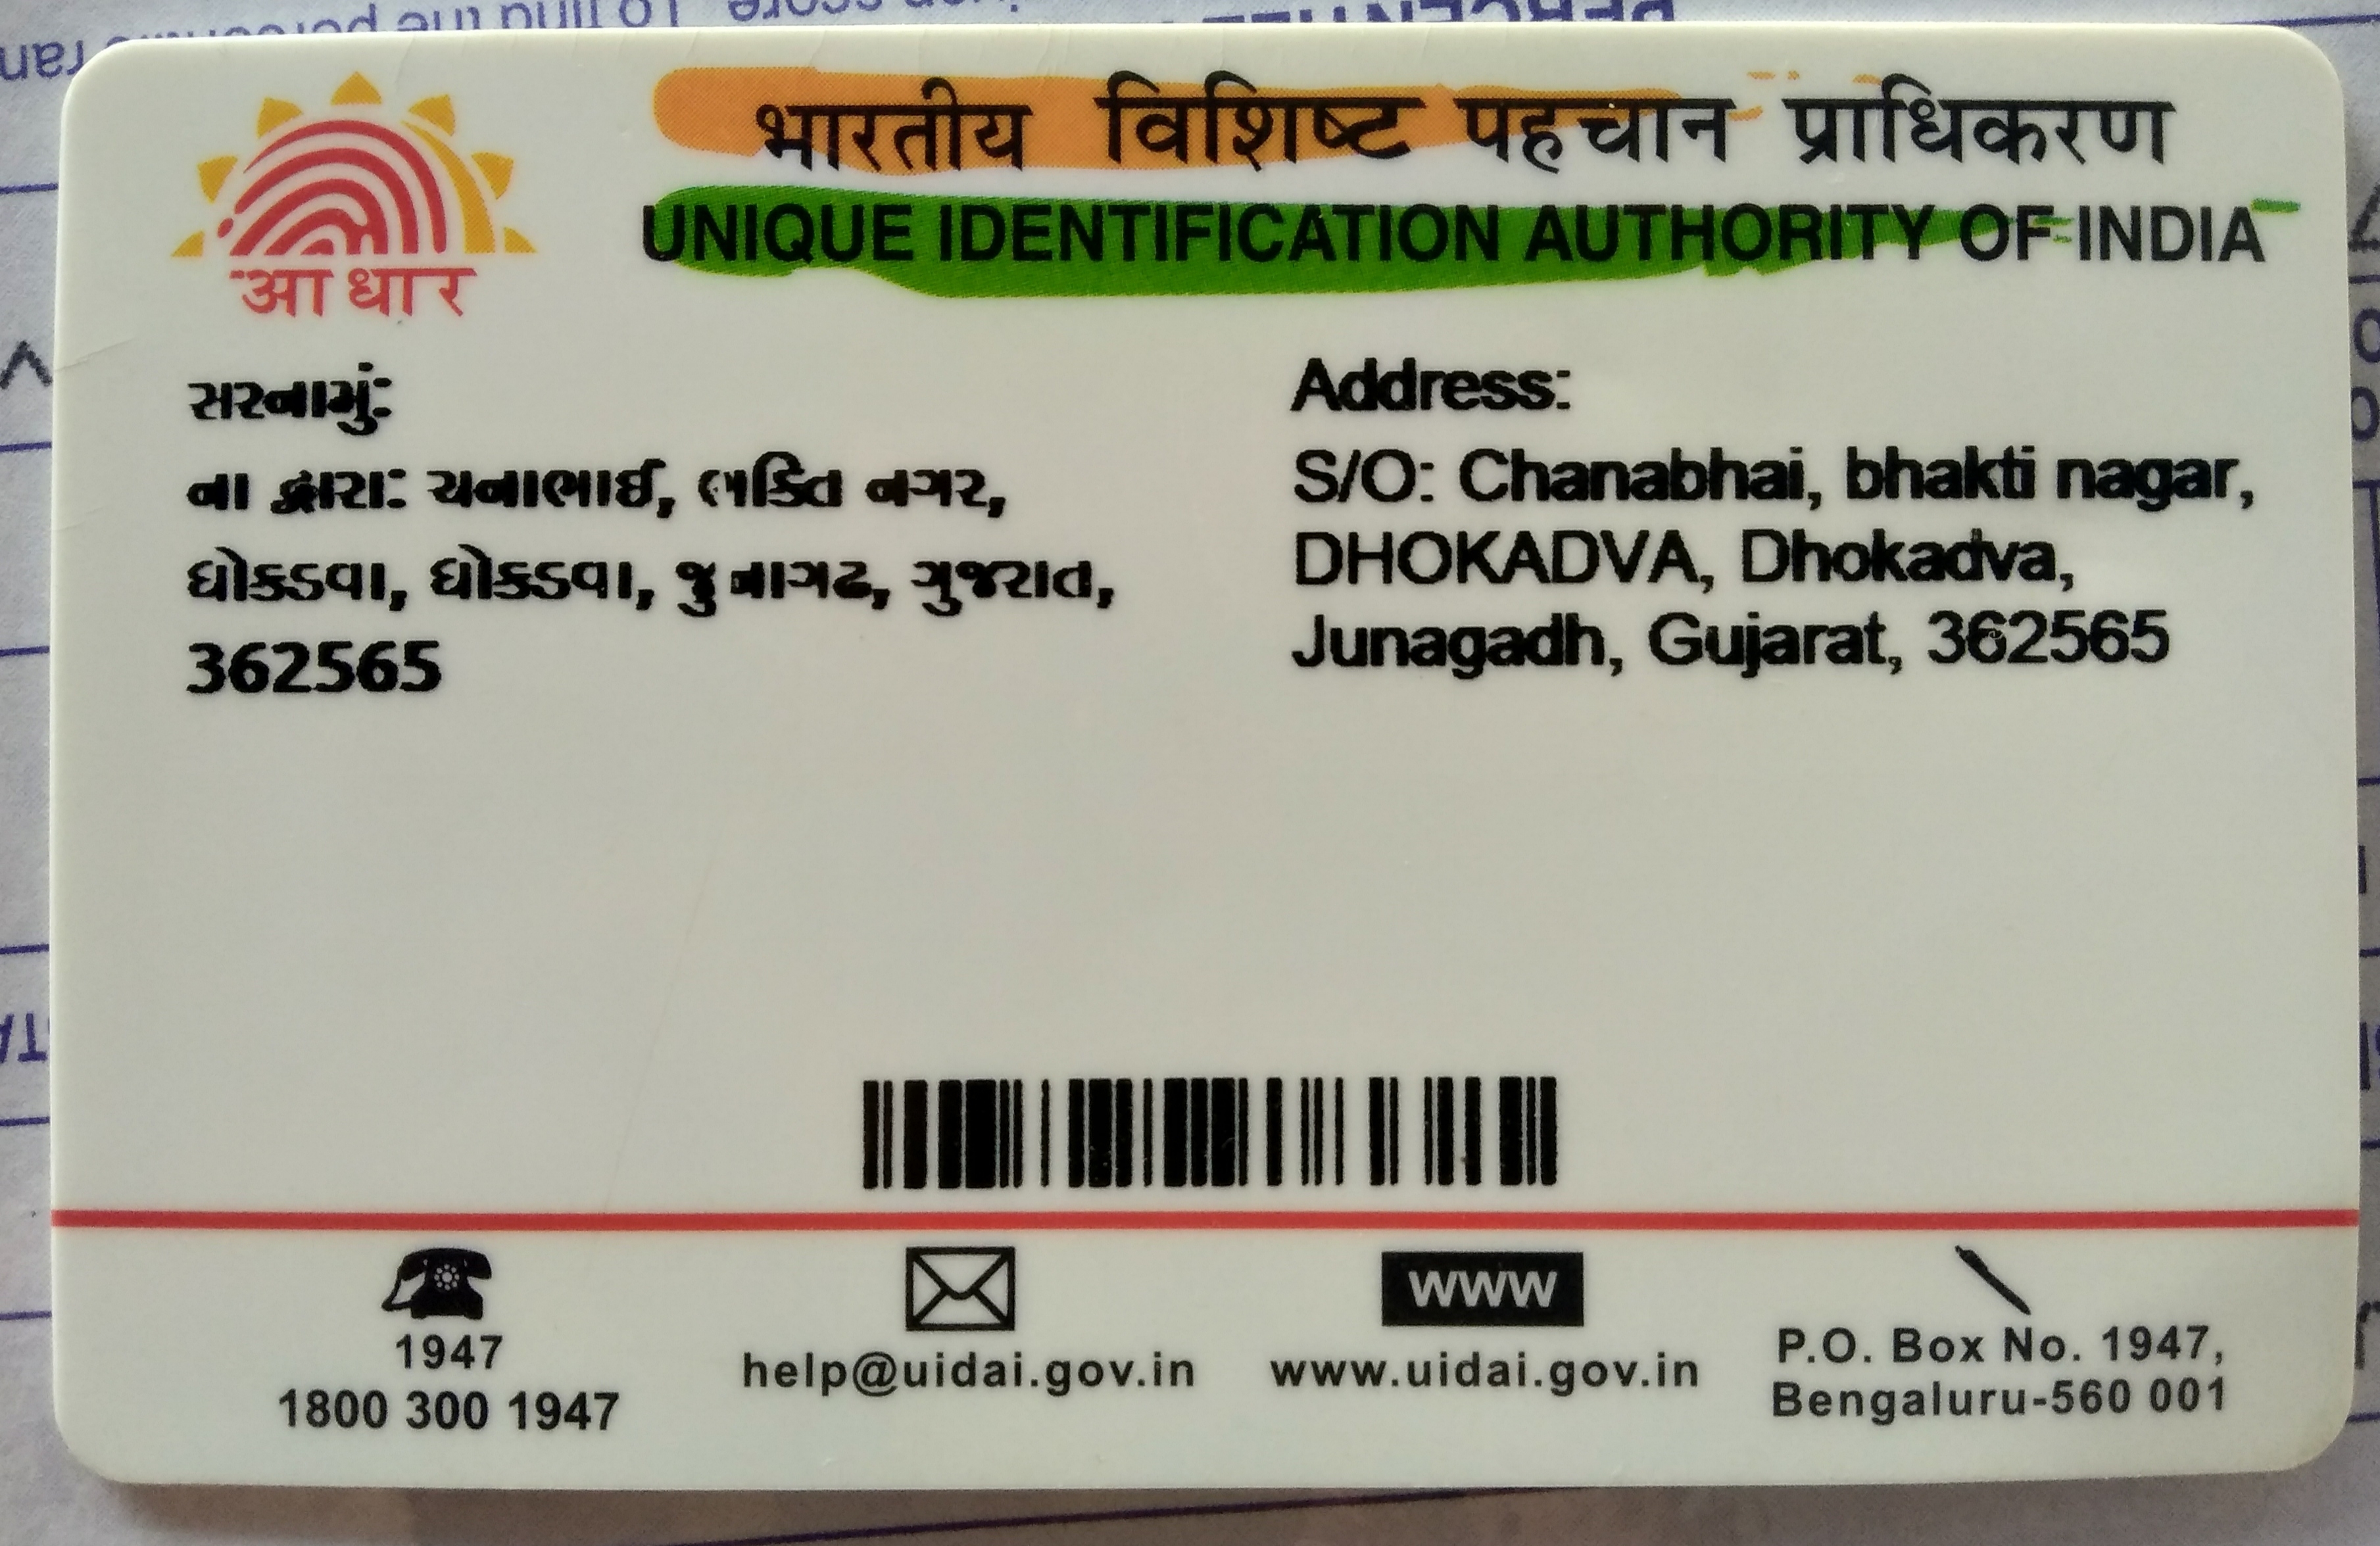 आधार
भारतीय विशिष्ट पहचान प्राधिकरण
UNIQUE IDENTIFICATION AUTHORITY OF INDIA
સરનામું:
ના દ્વારા: ચનાભાઈ, ભક્તિ નગર,
ધોકડવા, ધોકડવા, જુનાગઢ, ગુજરાત,
362565
Address:
S/O: Chanabhai, bhakti nagar,
DHOKADVA, Dhokadva,
Junagadh, Gujarat, 362565
1947
1800 300 1947
help@uidai.gov.in
www
www.uidai.gov.in
P.O. Box No. 1947,
Bengaluru-560 001